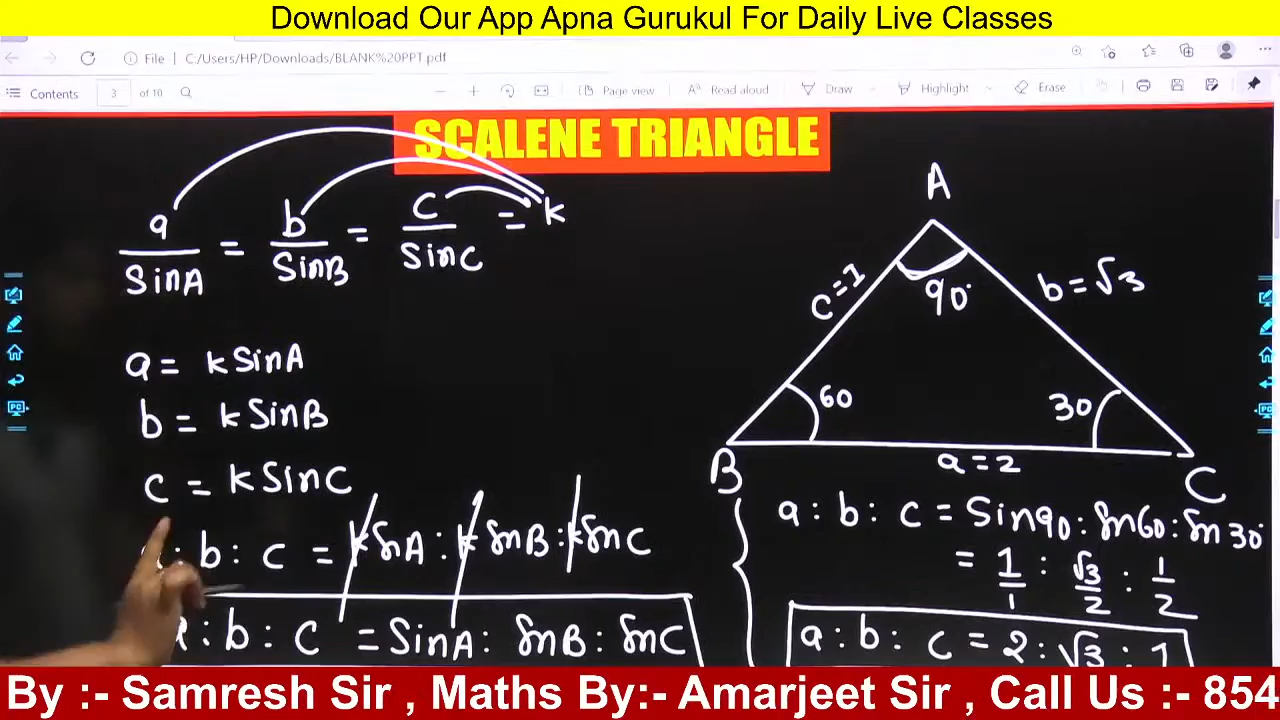 Download Our App Apna Gurukul For Daily Live Classes
File C:/Users/HP/Downloads/BLANK%20PPT.pdf
Contents 3 of 10 Page view Read aloud Draw Highlight Erase
SCALENE TRIANGLE
a/SinA = b/SinB = c/SinC = k
a = kSinA
b = kSinB
c = kSinC
: b : c = kSinA : kSinB : kSinC
a : b : c = SinA : SinB : SinC
A
c=1
90°
b=√3
60
30
B
a=2
C
a : b : c = Sin90 : Sin60 : Sin30°
= 1/1 : √3/2 : 1/2
a : b : c = 2 : √3 : 1
By :- Samresh Sir , Maths By:- Amarjeet Sir , Call Us :- 854